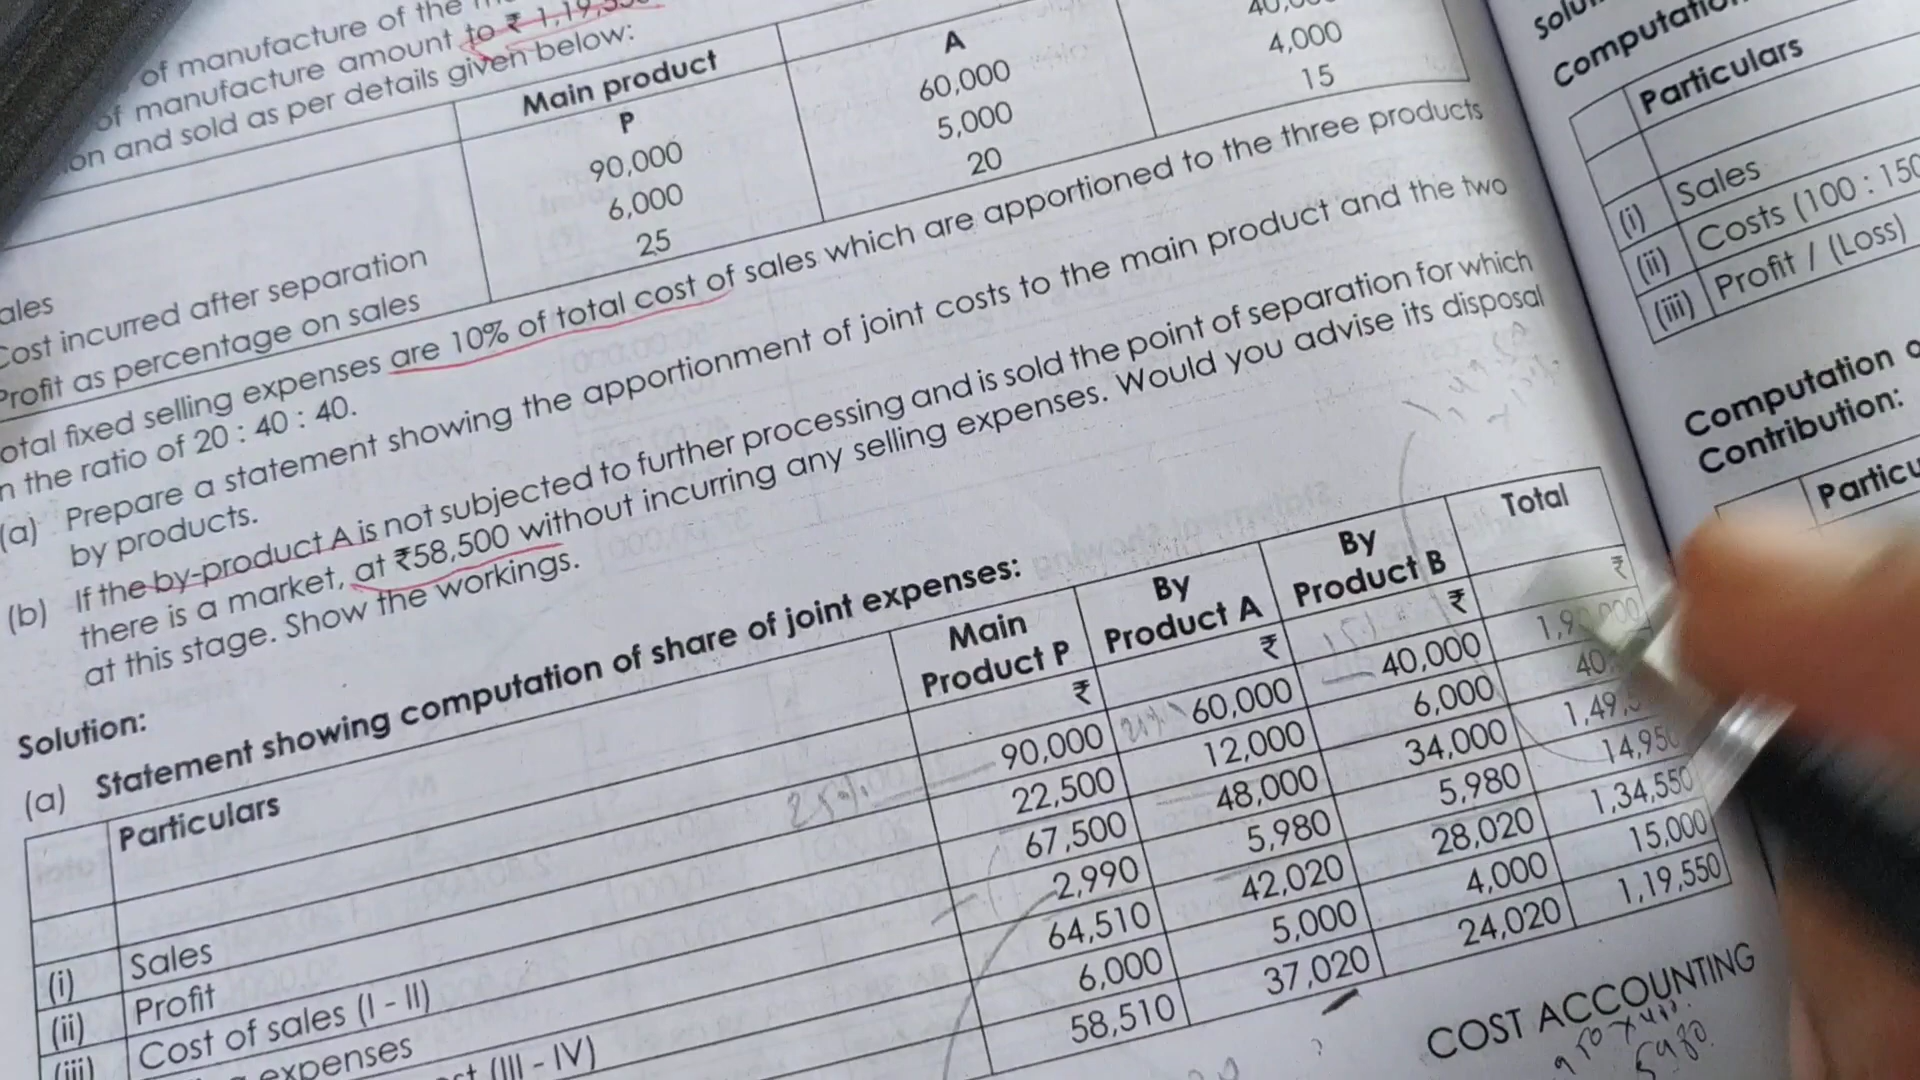 of manufacture of the
of manufacture amount to ₹ 1,19,550
on and sold as per details given below:
Main product
P
A
Sales
90,000
60,000
40,000
Cost incurred after separation
6,000
5,000
4,000
Profit as percentage on sales
25
20
15
otal fixed selling expenses are 10% of total cost of sales which are apportioned to the three products
n the ratio of 20 : 40 : 40.
(a) Prepare a statement showing the apportionment of joint costs to the main product and the two
by products.
(b) If the by-product A is not subjected to further processing and is sold the point of separation for which
there is a market, at ₹58,500 without incurring any selling expenses. Would you advise its disposal
at this stage. Show the workings.
Solution:
(a) Statement showing computation of share of joint expenses:
Particulars
Main Product P
By Product A
By Product B
Total
₹ ₹ ₹ ₹
(i) Sales 90,000 60,000 40,000
(ii) Profit 22,500 12,000 6,000
(iii) Cost of sales (I - II) 67,500 48,000 34,000
expenses 2,990 5,980 5,980 14,950
(III - IV) 64,510 42,020 28,020 1,34,550
6,000 5,000 4,000 15,000
58,510 37,020 24,020 1,19,550
COST ACCOUNTING
5980
Solu
Computatio
Particulars
(i) Sales
(ii) Costs (100 : 150
(iii) Profit / (Loss)
Computation o
Contribution:
Particu